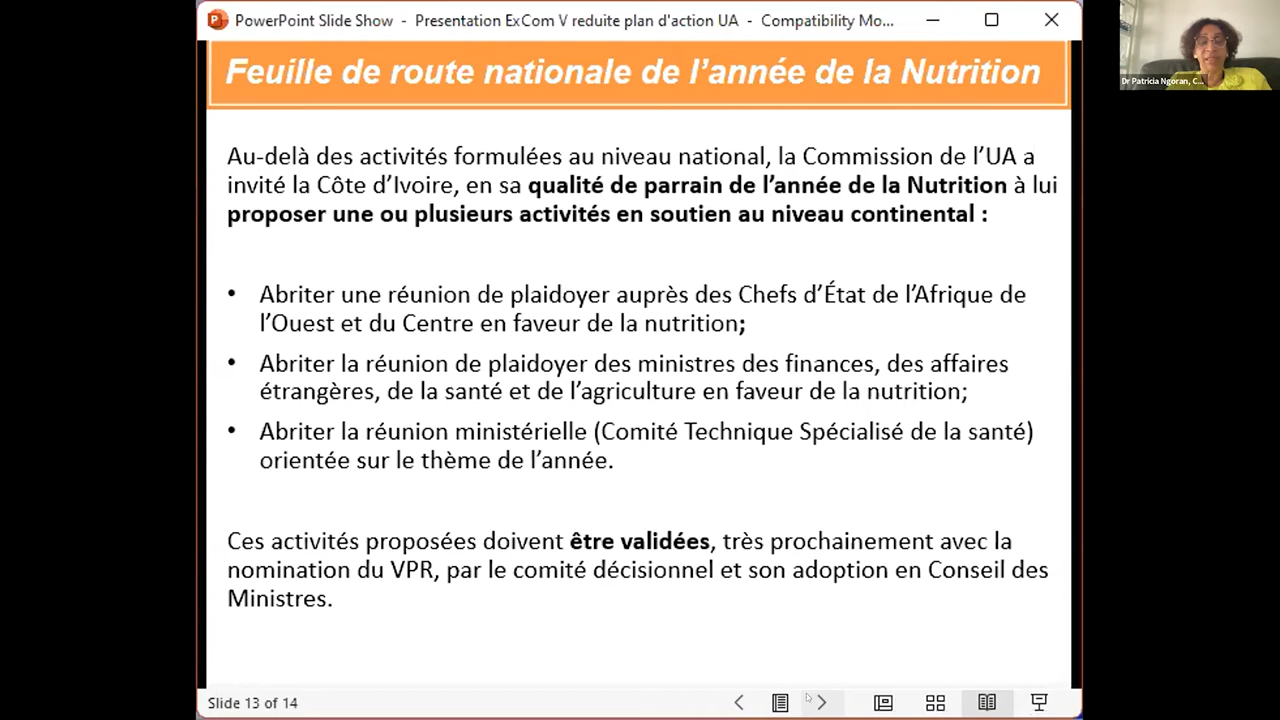 PowerPoint Slide Show - Presentation ExCom V reduite plan d'action UA - Compatibility Mo...
Feuille de route nationale de l'année de la Nutrition
Dr Patricia Ngoran, C...
Au-delà des activités formulées au niveau national, la Commission de l'UA a
invité la Côte d'Ivoire, en sa qualité de parrain de l'année de la Nutrition à lui
proposer une ou plusieurs activités en soutien au niveau continental :
• Abriter une réunion de plaidoyer auprès des Chefs d'État de l'Afrique de
l'Ouest et du Centre en faveur de la nutrition;
• Abriter la réunion de plaidoyer des ministres des finances, des affaires
étrangères, de la santé et de l'agriculture en faveur de la nutrition;
• Abriter la réunion ministérielle (Comité Technique Spécialisé de la santé)
orientée sur le thème de l'année.
Ces activités proposées doivent être validées, très prochainement avec la
nomination du VPR, par le comité décisionnel et son adoption en Conseil des
Ministres.
Slide 13 of 14